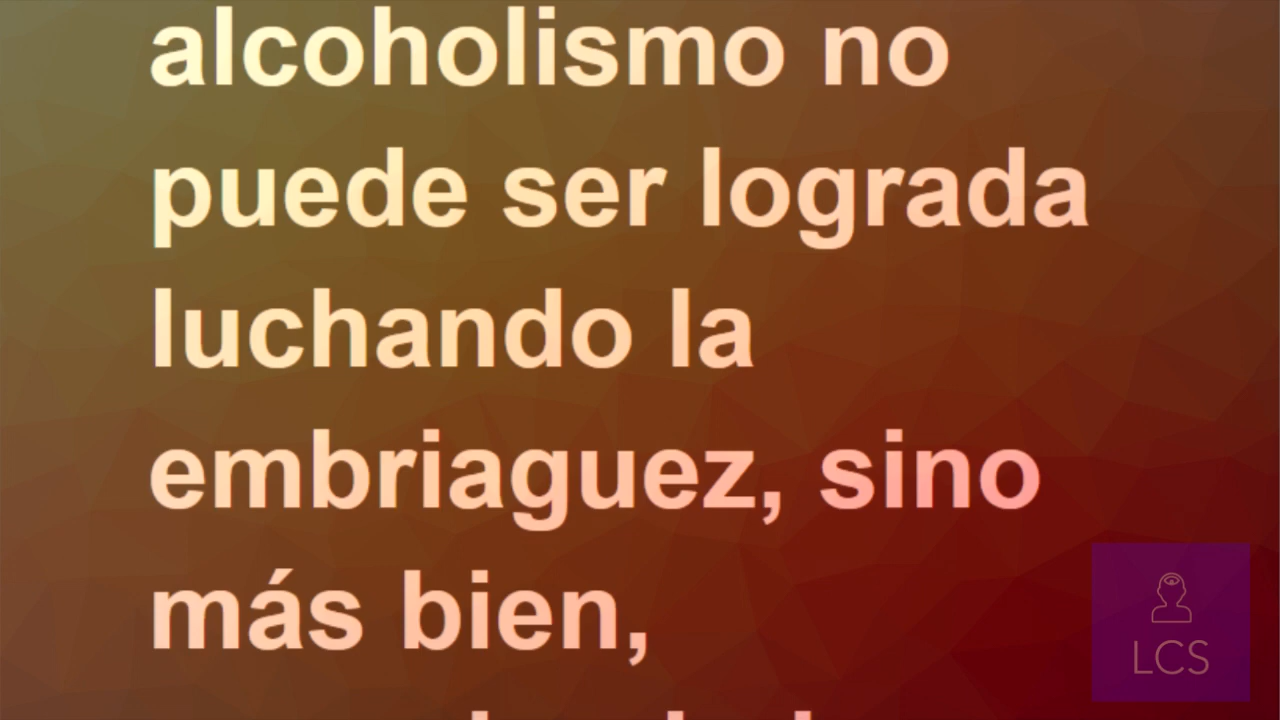 alcoholismo no
puede ser lograda
luchando la
embriaguez, sino
más bien,
LCS